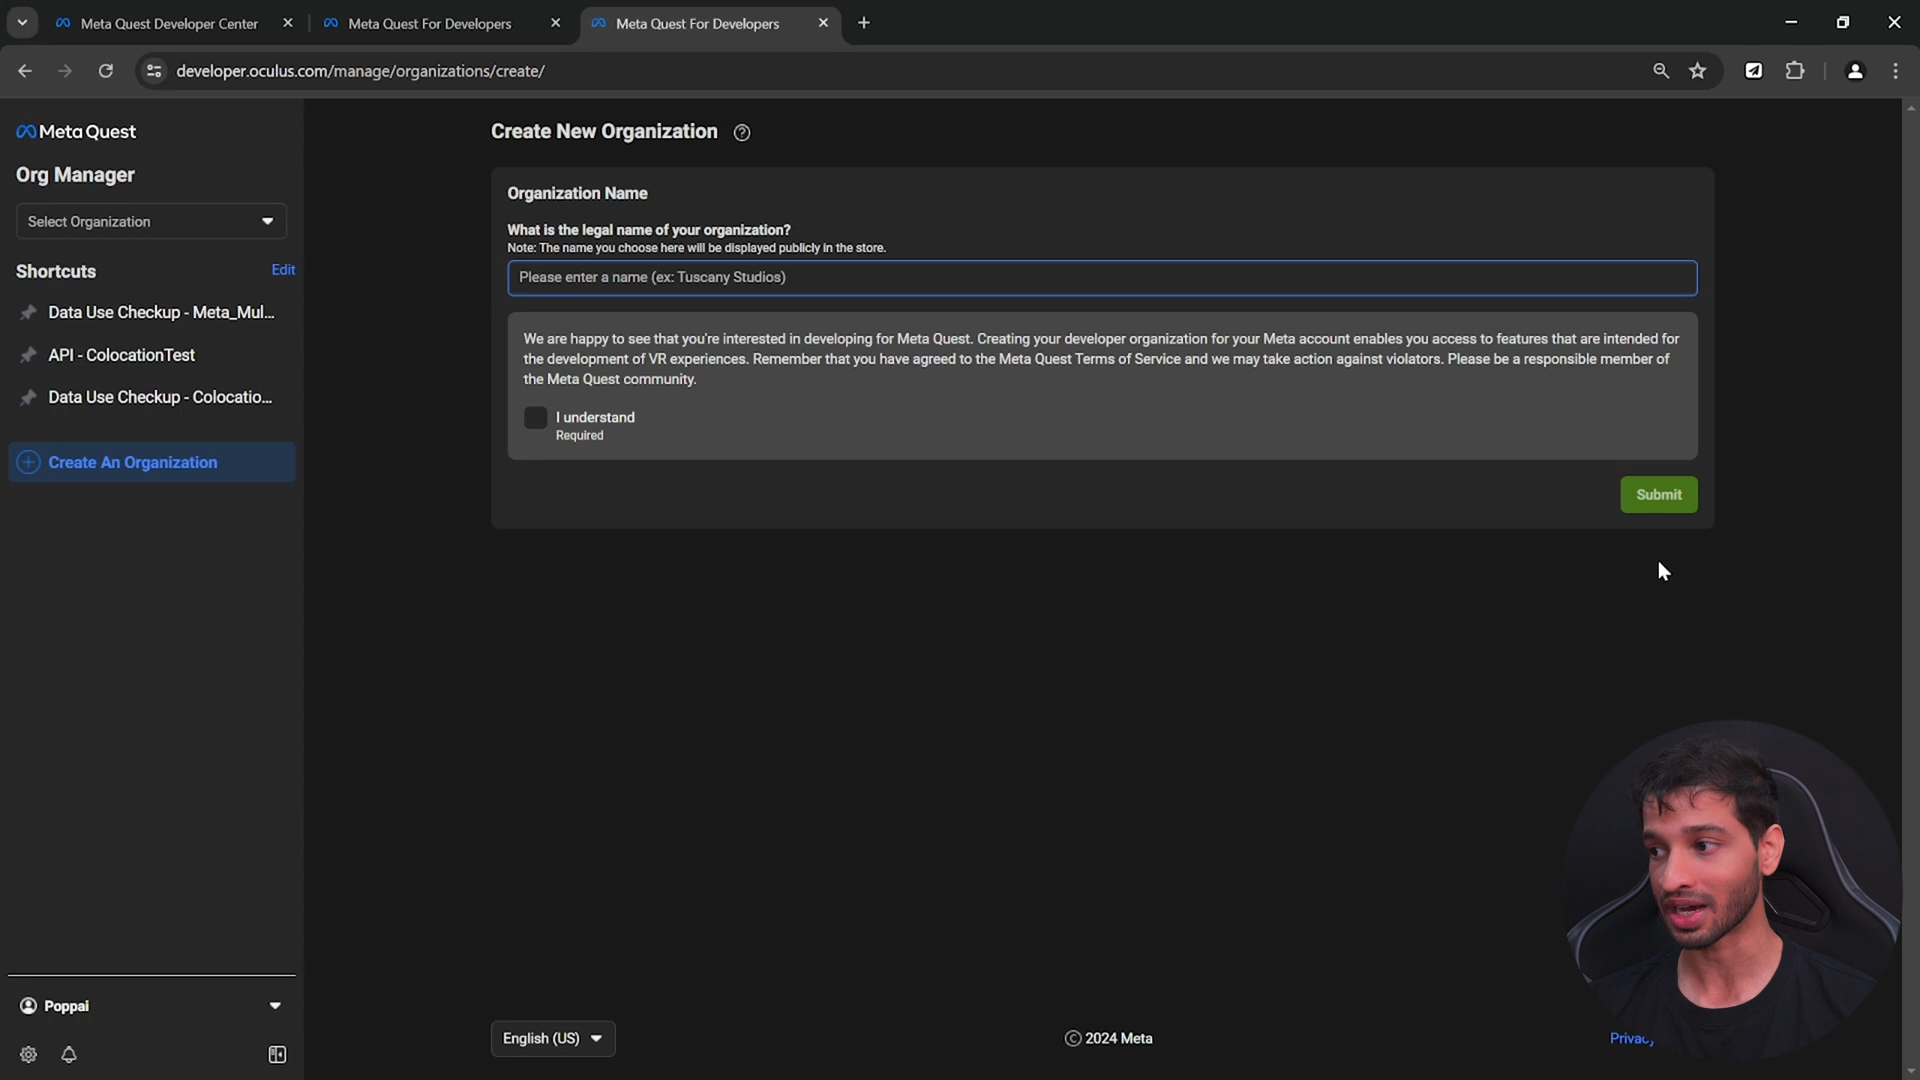 Meta Quest Developer Center
Meta Quest For Developers
Meta Quest For Developers
developer.oculus.com/manage/organizations/create/
Meta Quest
Org Manager
Select Organization
Shortcuts
Edit
Data Use Checkup - Meta_Mul...
API - ColocationTest
Data Use Checkup - Colocatio...
Create An Organization
Create New Organization
Organization Name
What is the legal name of your organization?
Note: The name you choose here will be displayed publicly in the store.
Please enter a name (ex: Tuscany Studios)
We are happy to see that you're interested in developing for Meta Quest. Creating your developer organization for your Meta account enables you access to features that are intended for
the development of VR experiences. Remember that you have agreed to the Meta Quest Terms of Service and we may take action against violators. Please be a responsible member of
the Meta Quest community.
I understand
Required
Submit
Poppai
English (US)
© 2024 Meta
Privacy